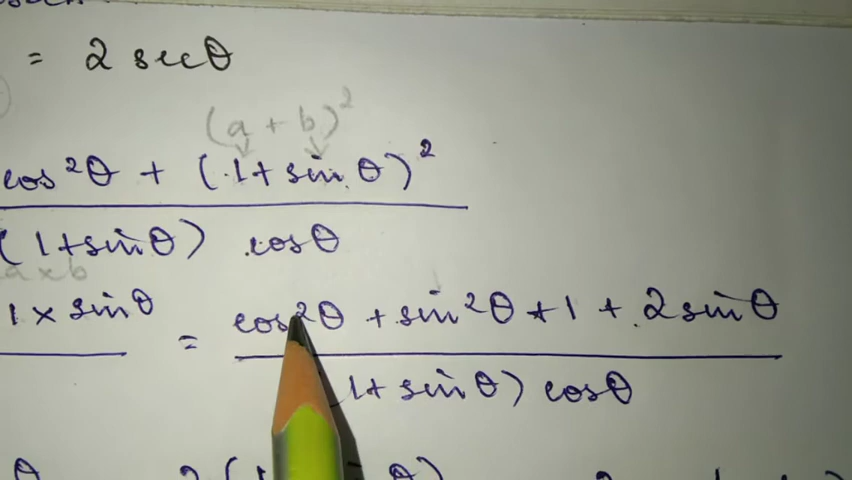 = 2 secθ
(a + b)²
cos²θ + (1+ sin θ)²
(1+sinθ) cosθ
a×b
1 × sinθ = cos²θ + sin²θ + 1 + 2 sinθ
1+ sinθ) cosθ